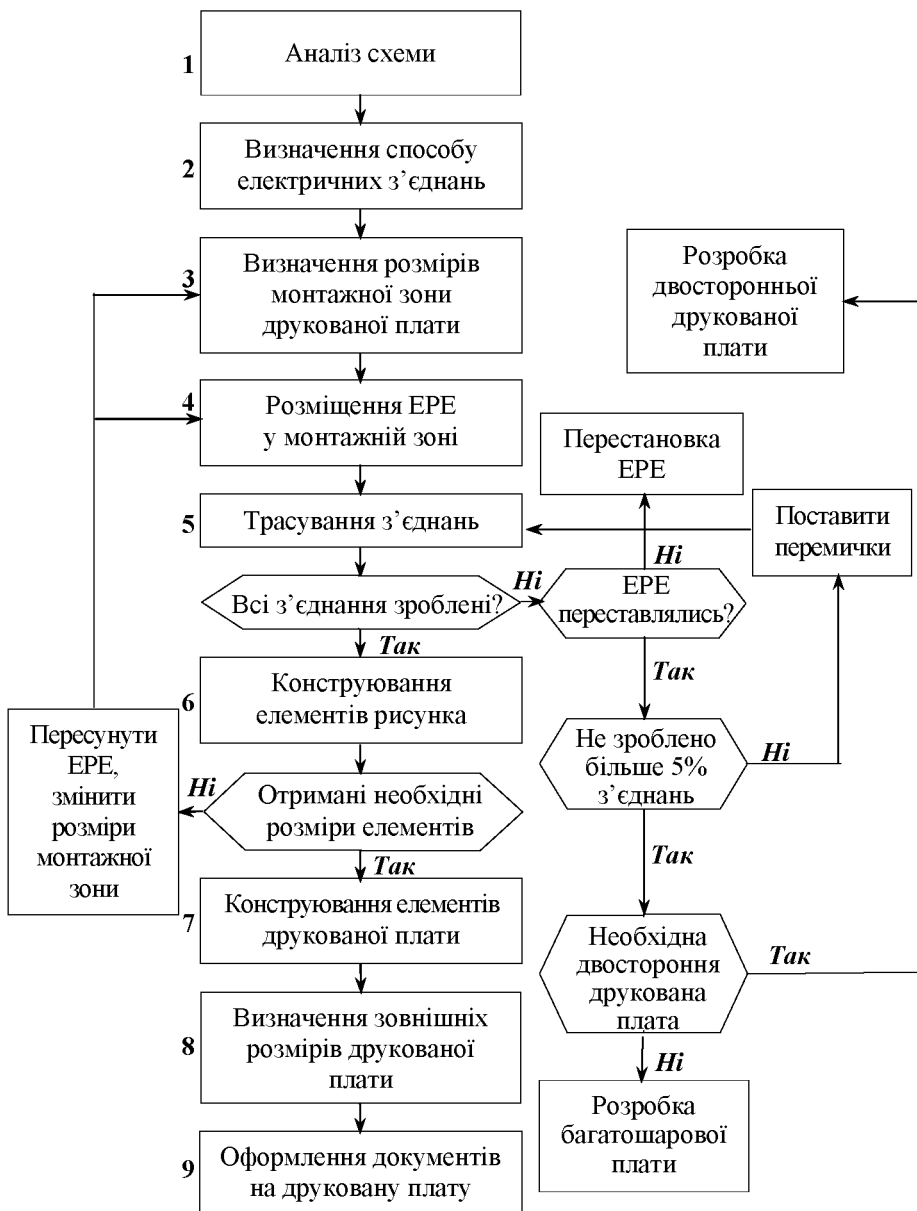 1
Аналіз схеми
2
Визначення способу
електричних з’єднань
3
Визначення розмірів
монтажної зони
друкованої плати
Розробка
двосторонньої
друкованої
плати
4
Розміщення ЕРЕ
у монтажній зоні
Перестановка
ЕРЕ
5
Трасування з’єднань
Поставити
перемички
Ні
Всі з’єднання зроблені?
Ні
ЕРЕ
переставлялись?
Так
Так
6
Конструювання
елементів рисунка
Пересунути
ЕРЕ,
змінити
розміри
монтажної
зони
Не зроблено
більше 5%
з’єднань
Ні
Ні
Отримані необхідні
розміри елементів
Так
Так
7
Конструювання елементів
друкованої плати
Необхідна
двостороння
друкована
плата
Так
8
Визначення зовнішніх
розмірів друкованої
плати
Ні
Розробка
багатошарової
плати
9
Оформлення документів
на друковану плату